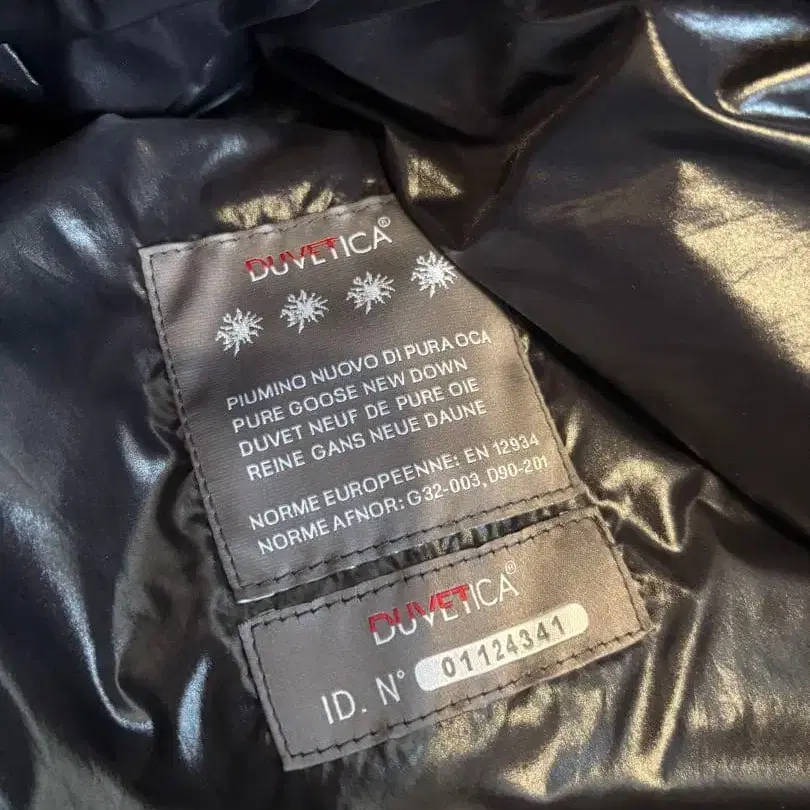 DUVETICA®
PIUMINO NUOVO DI PURA OCA
PURE GOOSE NEW DOWN
DUVET NEUF DE PURE OIE
REINE GANS NEUE DAUNE
NORME EUROPEENNE: EN 12934
NORME AFNOR: G32-003, D90-201
DUVETICA®
ID. N° 01124341